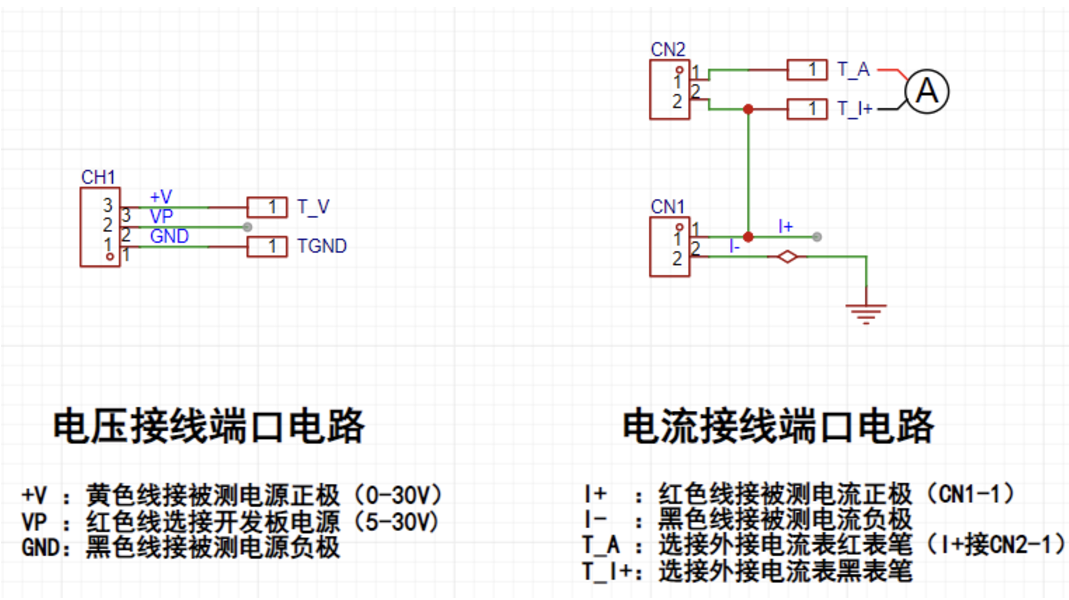 CN2
1
1
1
T_A
A
2
2
1
T_I+
CH1
3
+V
1
T_V
3
2
VP
2
GND
1
1
1
TGND
CN1
1
1
I+
2
I-
2
电压接线端口电路
+V : 黄色线接被测电源正极（0-30V）
VP : 红色线选接开发板电源（5-30V)
GND: 黑色线接被测电源负极
电流接线端口电路
I+ : 红色线接被测电流正极（CN1-1）
I- : 黑色线接被测电流负极
T_A : 选接外接电流表红表笔（I+接CN2-1）
T_I+: 选接外接电流表黑表笔